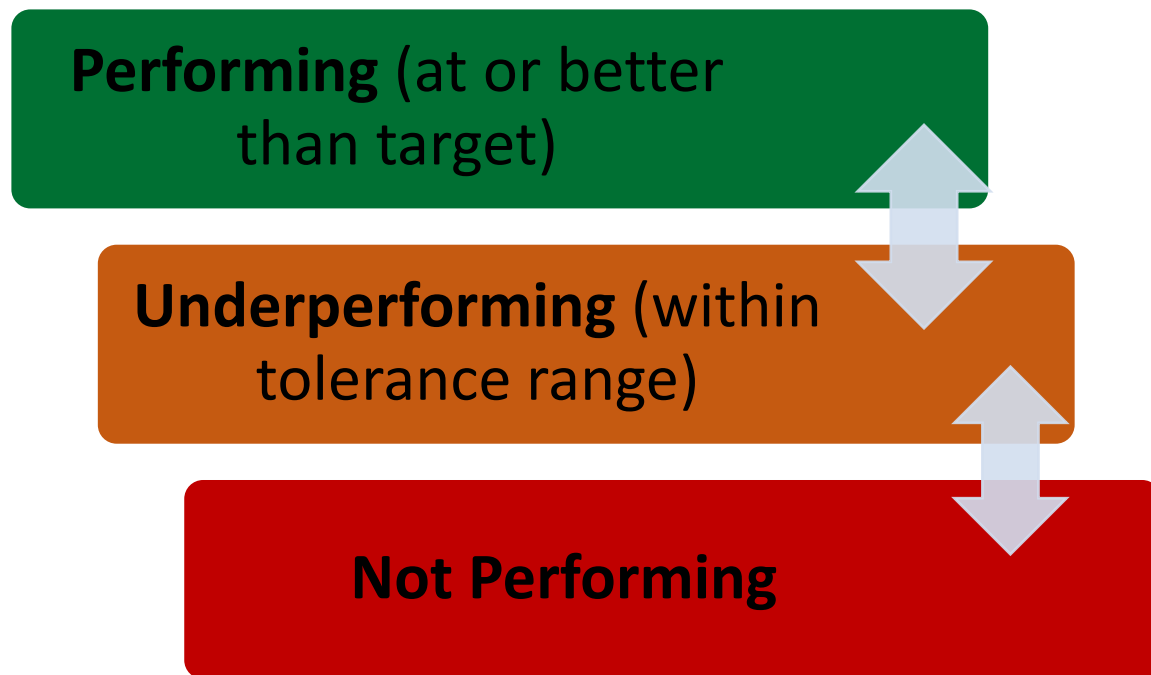 Performing (at or better
than target)
Underperforming (within
tolerance range)
Not Performing